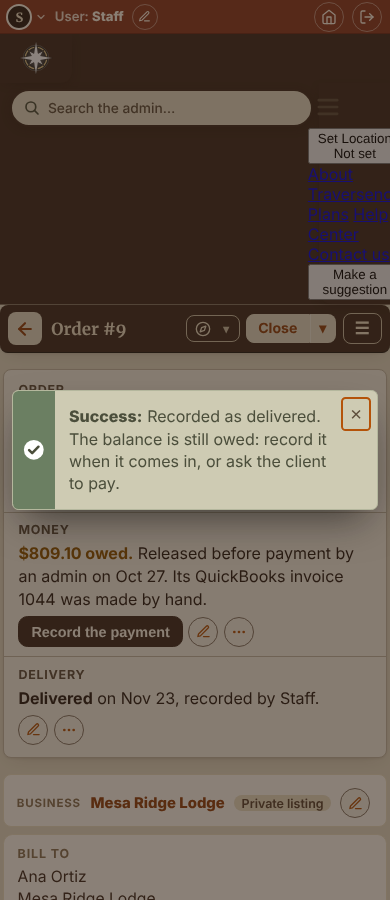 S User: Staff
Search the admin...
Set Location
Not set
About
Traversend
Plans Help
Center
Contact us
Make a
suggestion
Order #9
Close
ORDER
Success: Recorded as delivered.
The balance is still owed: record it
when it comes in, or ask the client
to pay.
MONEY
$809.10 owed. Released before payment by
an admin on Oct 27. Its QuickBooks invoice
1044 was made by hand.
Record the payment
DELIVERY
Delivered on Nov 23, recorded by Staff.
BUSINESS Mesa Ridge Lodge Private listing
BILL TO
Ana Ortiz
Mesa Ridge Lodge